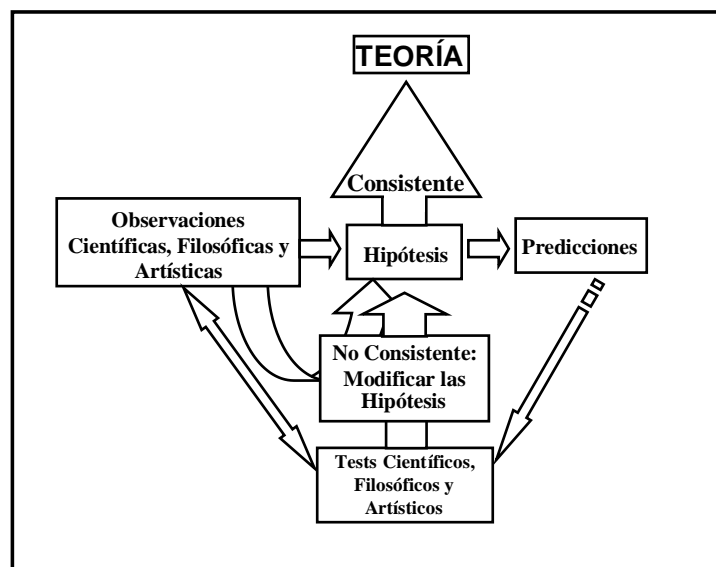 TEORÍA
Consistente
Observaciones
Científicas, Filosóficas y
Artísticas
Hipótesis
Predicciones
No Consistente:
Modificar las
Hipótesis
Tests Científicos,
Filosóficos y
Artísticos